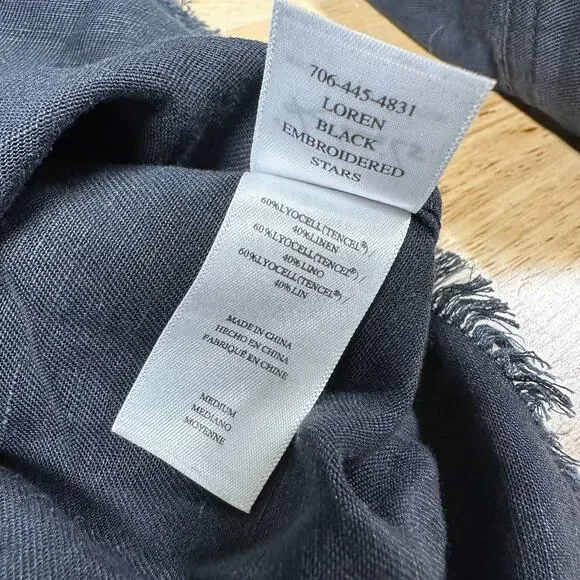 706-445-4831
LOREN
BLACK
EMBROIDERED
STARS
60%LYOCELL(TENCEL®)/
40%LINEN
60%LYOCELL(TENCEL®)/
40%LINO
60%LYOCELL(TENCEL®)/
40%LIN
MADE IN CHINA
HECHO EN CHINA
FABRIQUÉ EN CHINE
MEDIUM
MEDIANO
MOYENNE